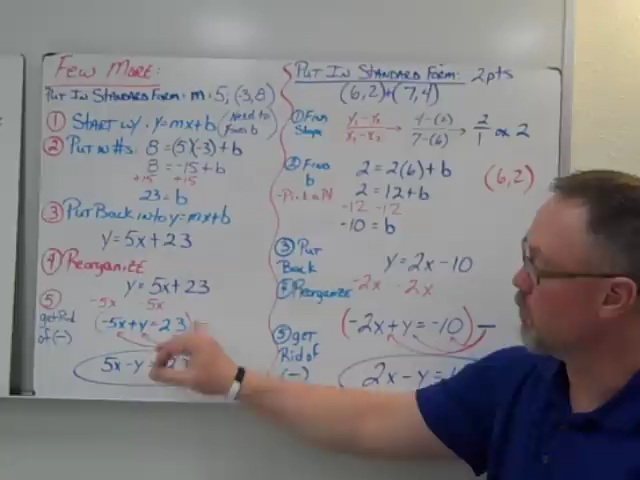 FEW MORE:
PUT IN STANDARD FORM: m=5; (-3,8)
① START W/ y=mx+b (Need to
Find b)
② PUT IN #s: 8=(5)(-3)+b
8 = -15+b
+15 +15
23=b
③ PUT BACK INTO y=mx+b
y=5x+23
④ REORGANIZE
y=5x+23
-5x -5x
⑤
get Rid
of (-)
(-5x+y=23)-
5x-y=
PUT IN STANDARD FORM: 2pts
(6,2)+(7,4)
① FIND
Slope
y₁-y₂
x₁-x₂
→
4-(2)
7-(6)
→
2
1
or 2
② FIND
b
2=2(6)+b
(6,2)
2=12+b
-12 -12
-10=b
③ PUT
BACK
y=2x-10
④ Reorganize
-2x -2x
⑤ get
Rid of
(-)
(-2x+y=-10)-
2x-y=